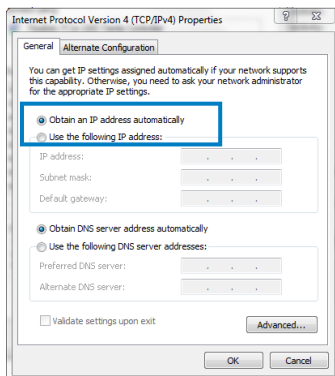 Internet Protocol Version 4 (TCP/IPv4) Properties
General
Alternate Configuration
You can get IP settings assigned automatically if your network supports
this capability. Otherwise, you need to ask your network administrator
for the appropriate IP settings.
Obtain an IP address automatically
Use the following IP address:
IP address:
Subnet mask:
Default gateway:
Obtain DNS server address automatically
Use the following DNS server addresses:
Preferred DNS server:
Alternate DNS server:
Validate settings upon exit
Advanced...
OK
Cancel